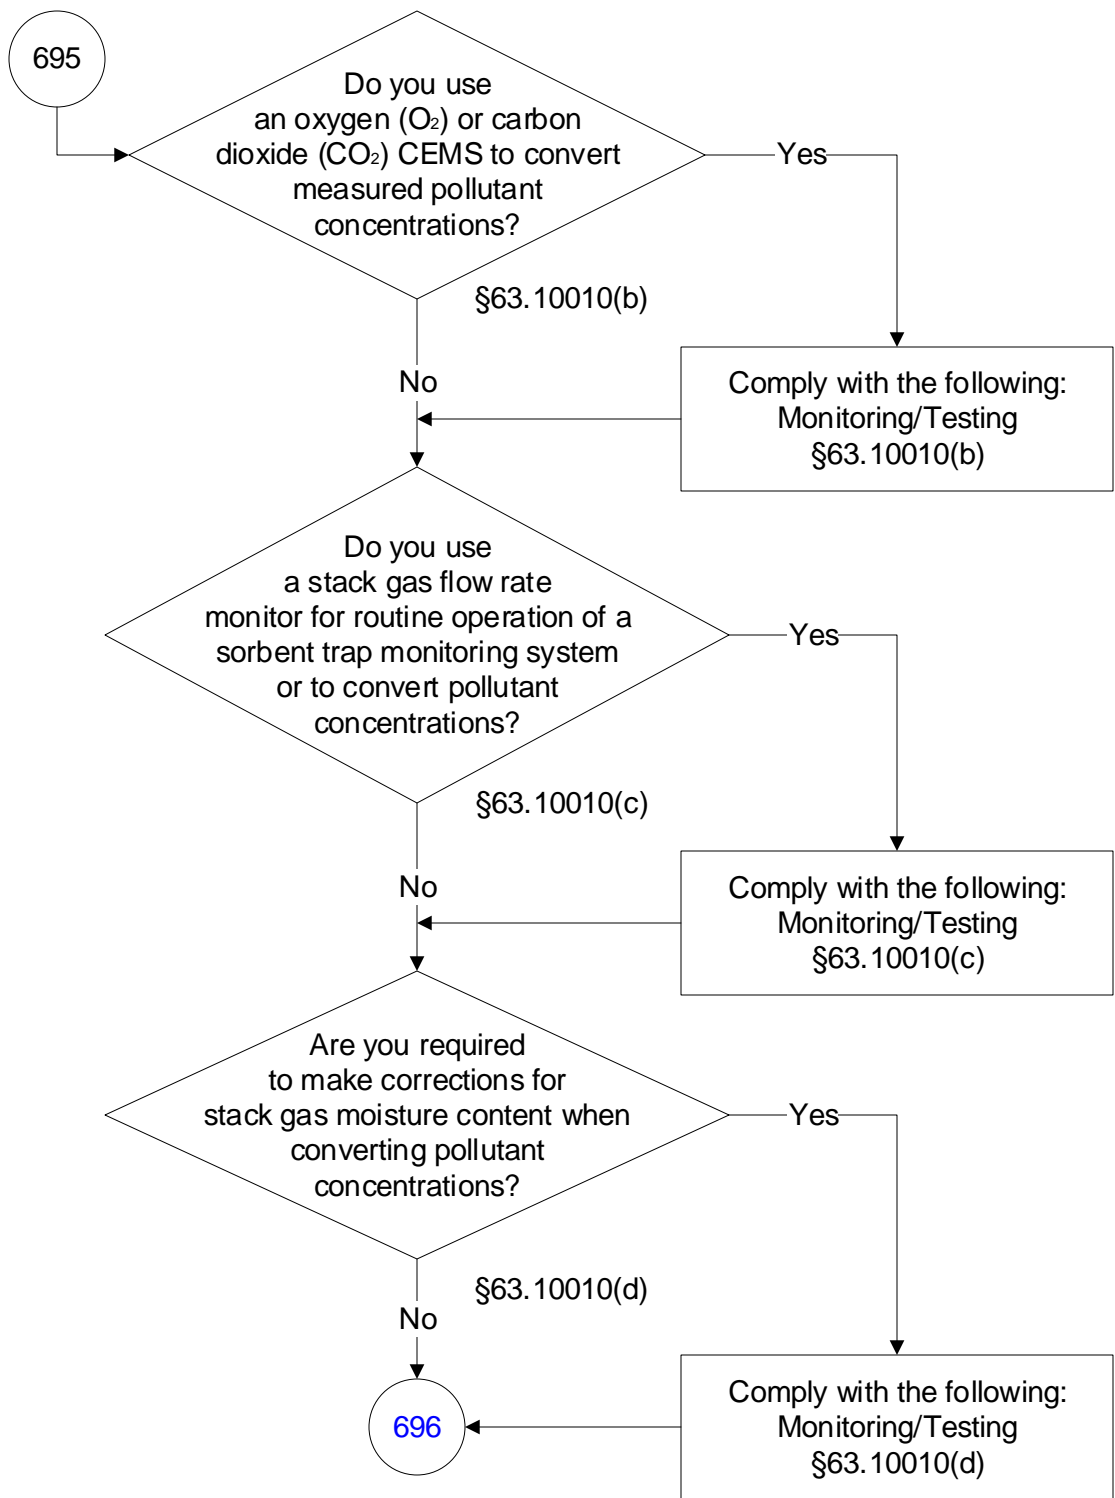 695
Do you use
an oxygen (O₂) or carbon
dioxide (CO₂) CEMS to convert
measured pollutant
concentrations?
Yes
§63.10010(b)
No
Comply with the following:
Monitoring/Testing
§63.10010(b)
Do you use
a stack gas flow rate
monitor for routine operation of a
sorbent trap monitoring system
or to convert pollutant
concentrations?
Yes
§63.10010(c)
No
Comply with the following:
Monitoring/Testing
§63.10010(c)
Are you required
to make corrections for
stack gas moisture content when
converting pollutant
concentrations?
Yes
§63.10010(d)
No
Comply with the following:
Monitoring/Testing
§63.10010(d)
696